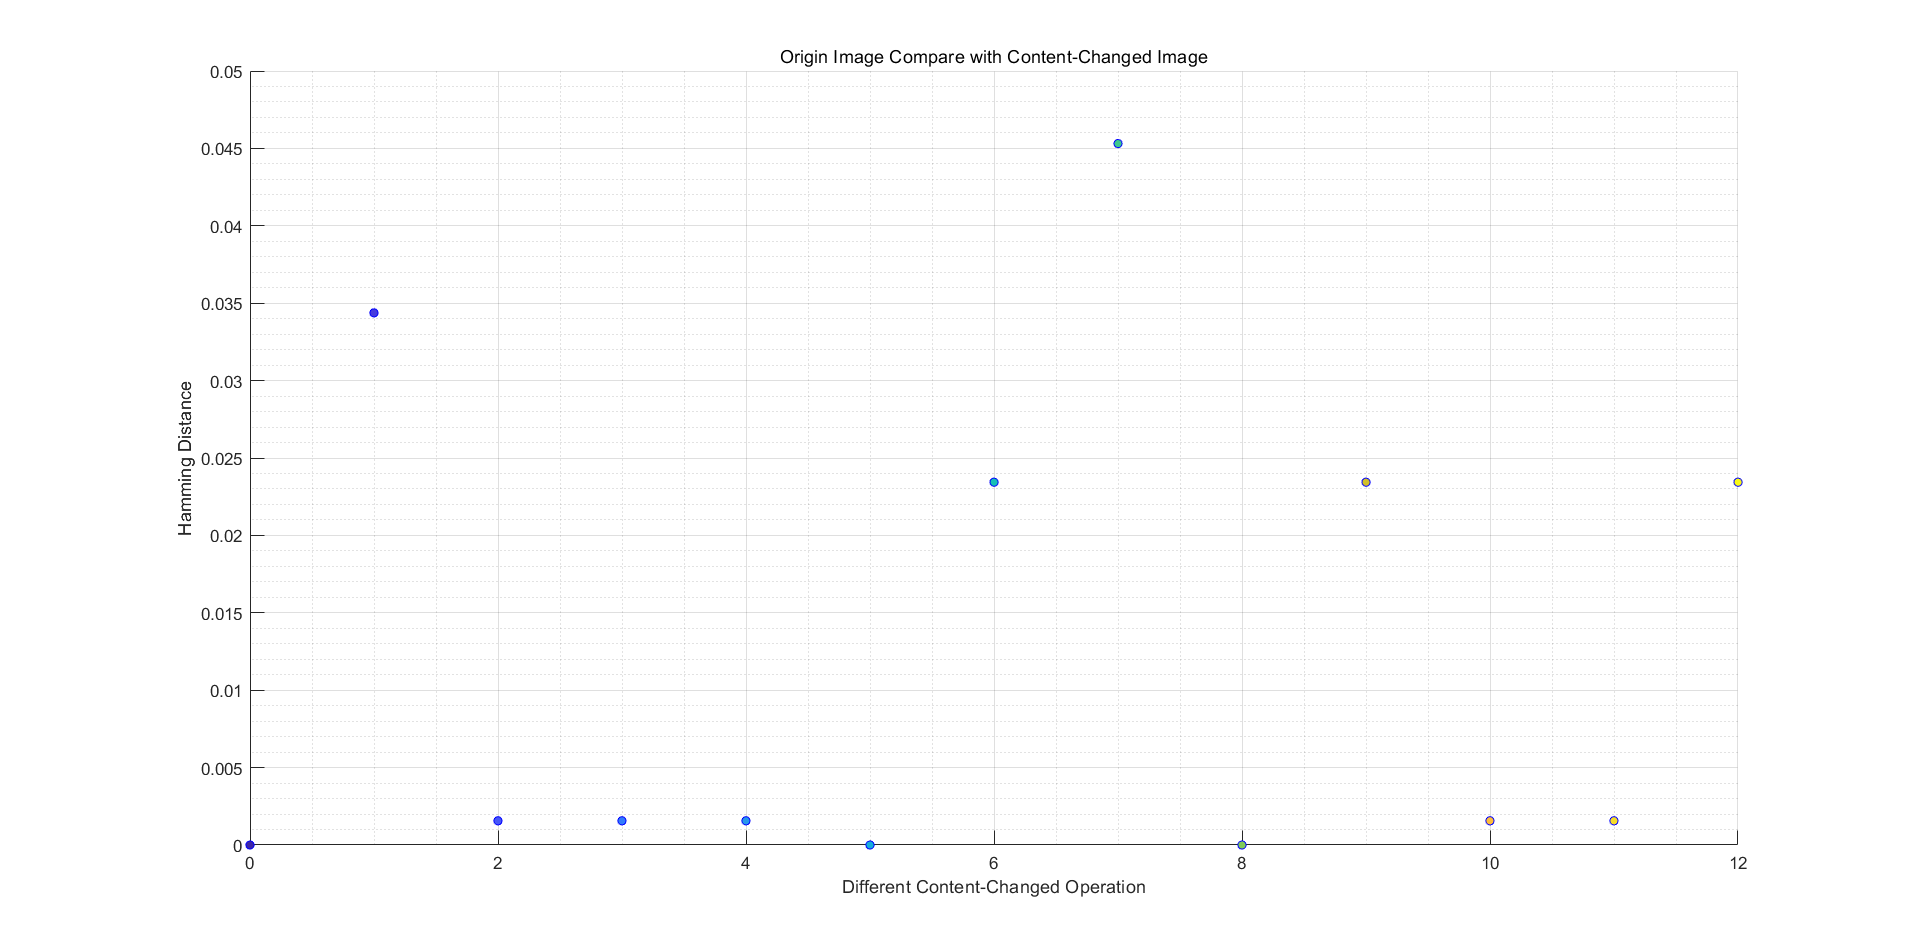 Origin Image Compare with Content-Changed Image
0.05
0.045
0.04
0.035
0.03
0.025
0.02
0.015
0.01
0.005
0
Hamming Distance
0 2 4 6 8 10 12
Different Content-Changed Operation